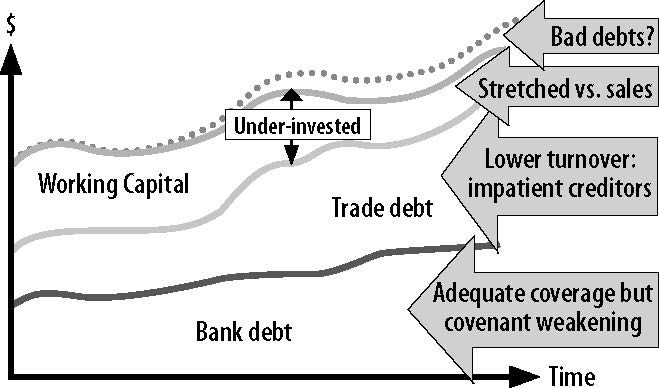 $
Bad debts?
Stretched vs. sales
Under-invested
Lower turnover:
impatient creditors
Working Capital
Trade debt
Adequate coverage but
covenant weakening
Bank debt
Time